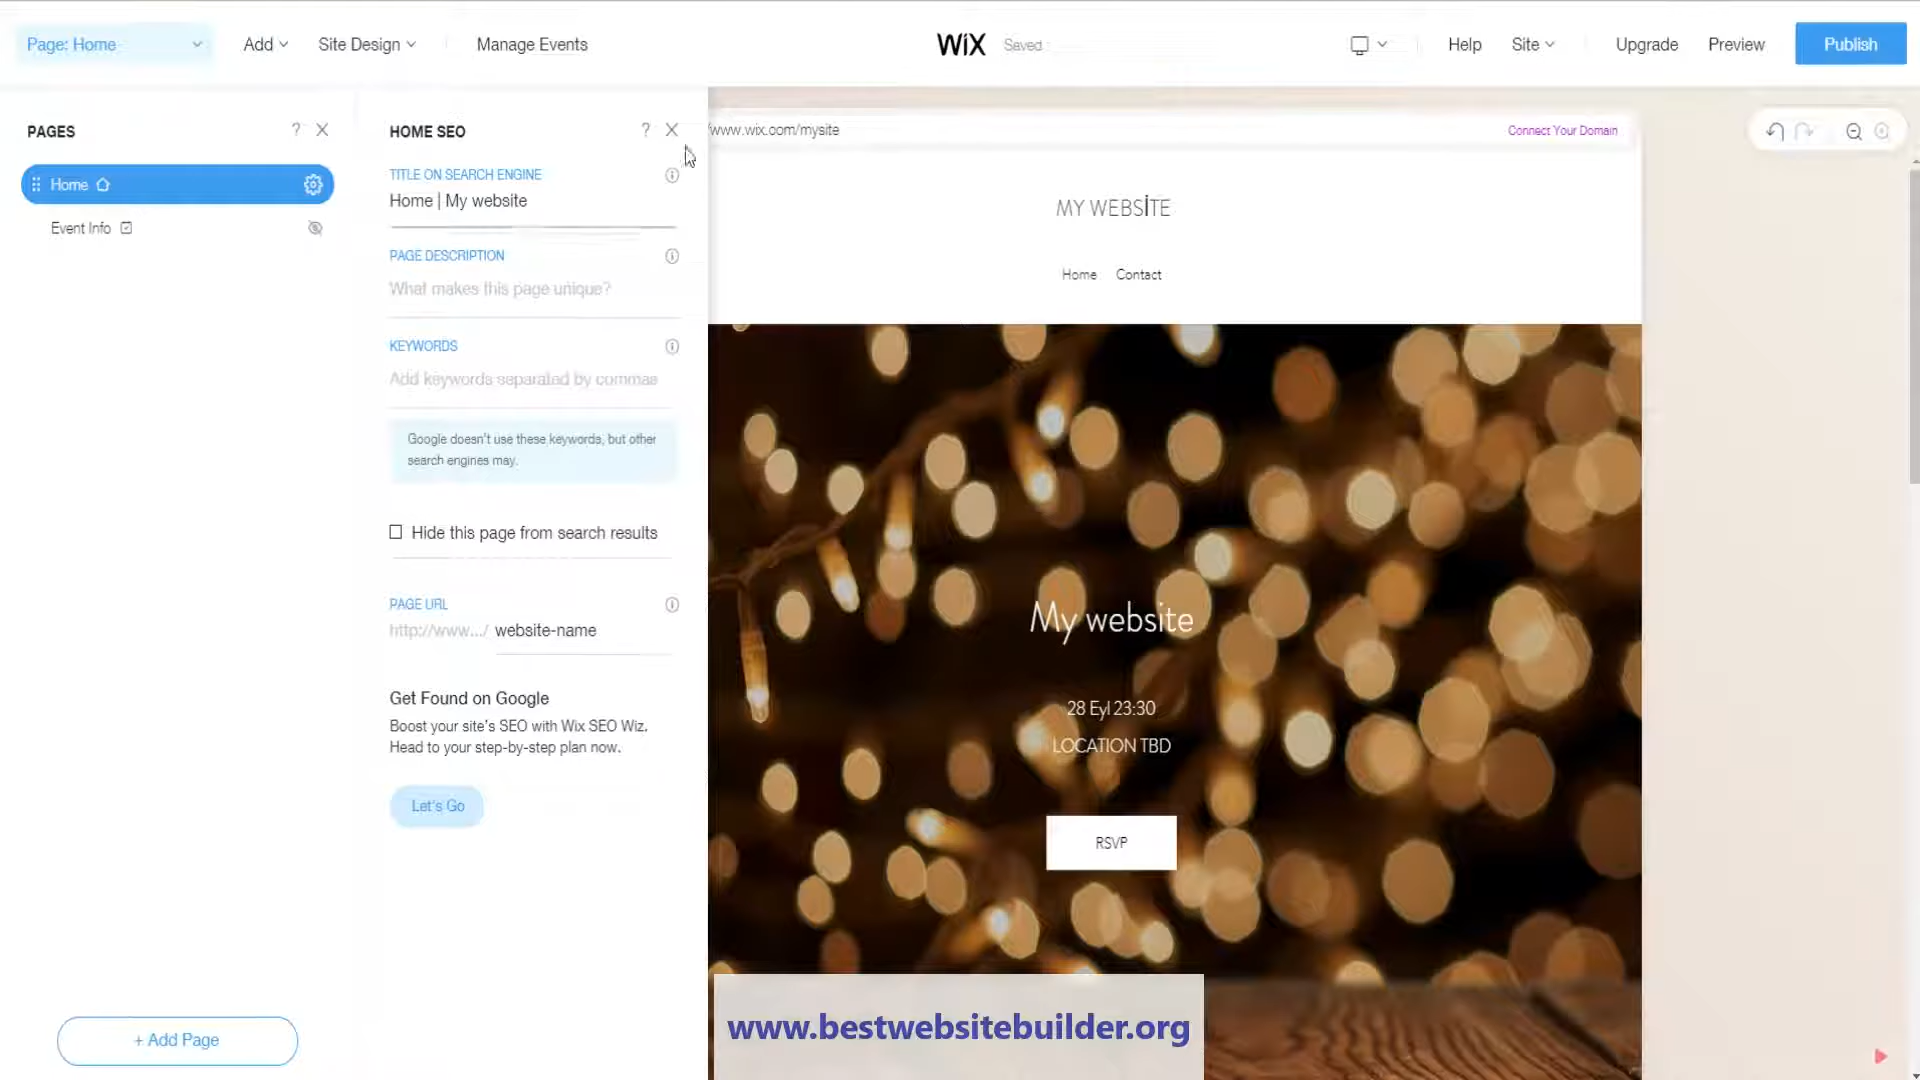 Page: Home
Add
Site Design
Manage Events
WiX
Saved
Help
Site
Upgrade
Preview
Publish
PAGES
?
Home
Event Info
+ Add Page
HOME SEO
?
TITLE ON SEARCH ENGINE
Home | My website
PAGE DESCRIPTION
What makes this page unique?
KEYWORDS
Add keywords separated by commas
Google doesn't use these keywords, but other
search engines may.
Hide this page from search results
PAGE URL
http://www.../ website-name
Get Found on Google
Boost your site's SEO with Wix SEO Wiz.
Head to your step-by-step plan now.
Let's Go
/www.wix.com/mysite
Connect Your Domain
MY WEBSİTE
Home
Contact
My website
28 Eyl 23:30
LOCATION TBD
RSVP
www.bestwebsitebuilder.org